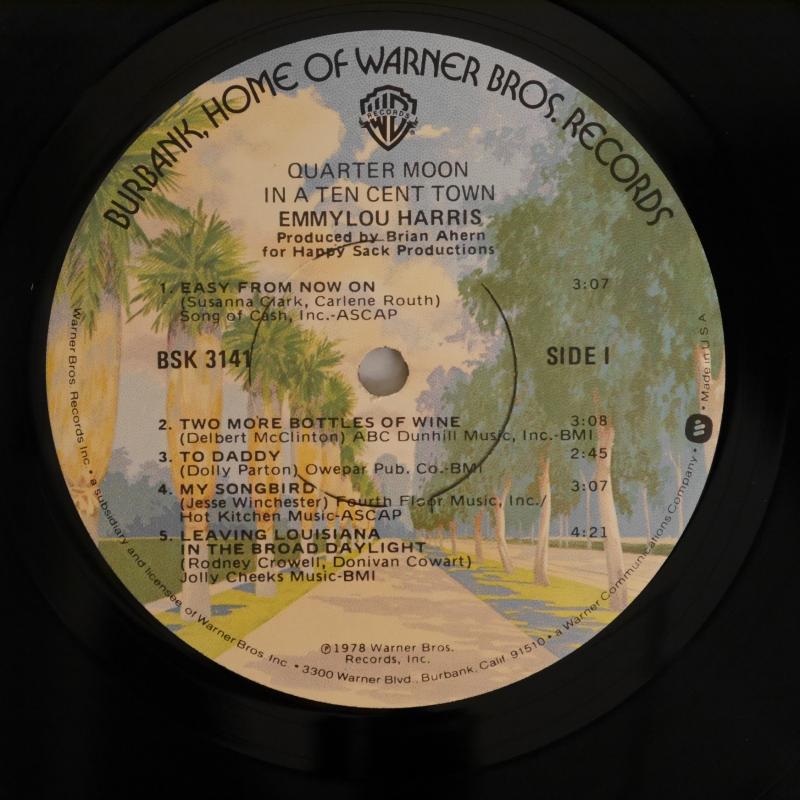 BURBANK, HOME OF WARNER BROS. RECORDS
RECORDS
QUARTER MOON
IN A TEN CENT TOWN
EMMYLOU HARRIS
Produced by Brian Ahern
for Happy Sack Productions
1. EASY FROM NOW ON 3:07
(Susanna Clark, Carlene Routh)
Song of Cash, Inc.-ASCAP
BSK 3141 SIDE I
2. TWO MORE BOTTLES OF WINE 3:08
(Delbert McClinton) ABC Dunhill Music, Inc.-BMI
3. TO DADDY 2:45
(Dolly Parton) Owepar Pub. Co.-BMI
4. MY SONGBIRD 3:07
(Jesse Winchester) Fourth Floor Music, Inc./
Hot Kitchen Music-ASCAP
5. LEAVING LOUISIANA 4:21
IN THE BROAD DAYLIGHT
(Rodney Crowell, Donivan Cowart)
Jolly Cheeks Music-BMI
℗1978 Warner Bros.
Records, Inc.
Warner Bros. Records Inc. • a subsidiary and licensee of Warner Bros. Inc. • 3300 Warner Blvd., Burbank, Calif. 91510 • a Warner Communications Company • Made in U.S.A.